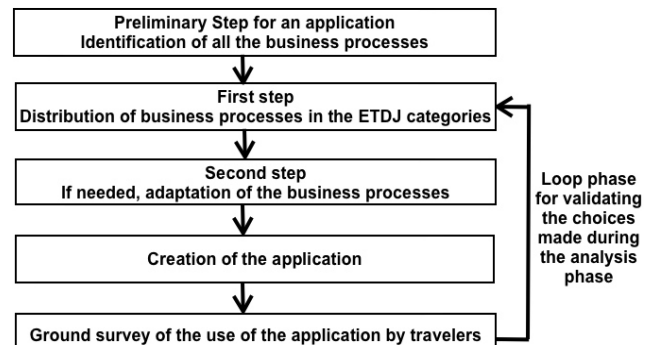 Preliminary Step for an application
Identification of all the business processes
First step
Distribution of business processes in the ETDJ categories
Second step
If needed, adaptation of the business processes
Creation of the application
Ground survey of the use of the application by travelers
Loop phase
for validating
the choices
made during
the analysis
phase